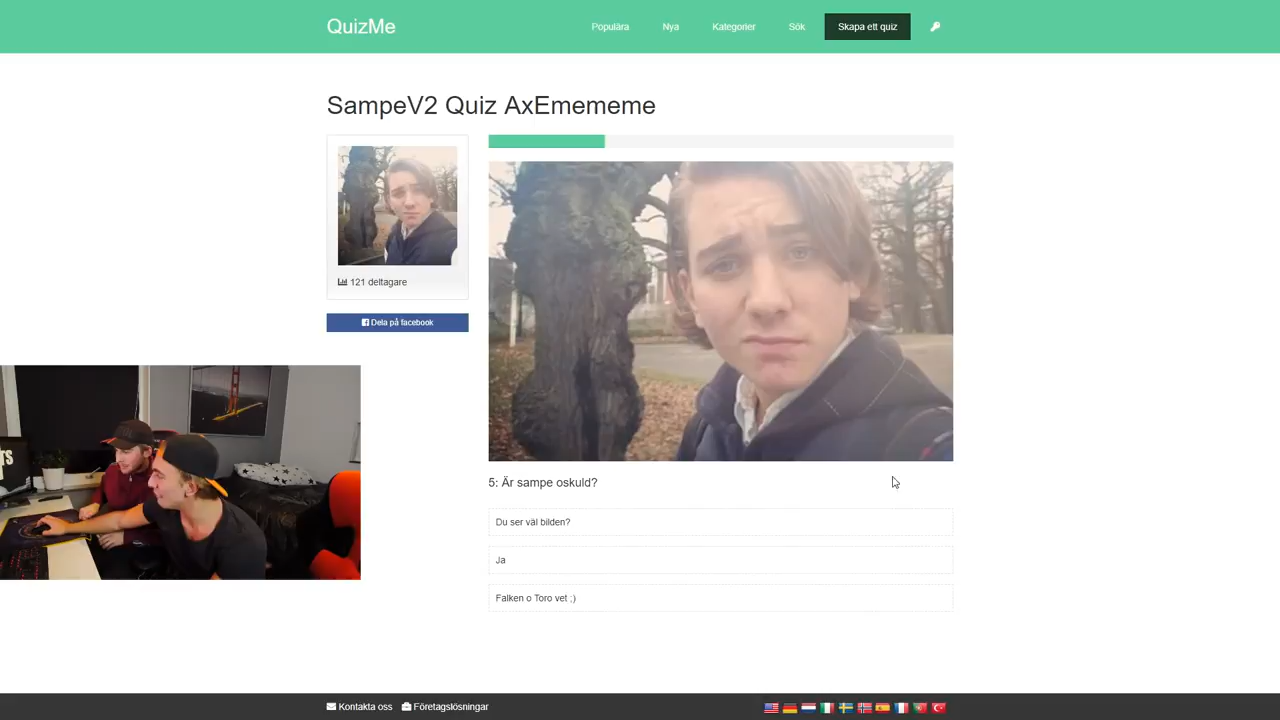 QuizMe
Populära
Nya
Kategorier
Sök
Skapa ett quiz
SampeV2 Quiz AxEmememe
121 deltagare
Dela på facebook
5: Är sampe oskuld?
Du ser väl bilden?
Ja
Falken o Toro vet ;)
Kontakta oss
Företagslösningar